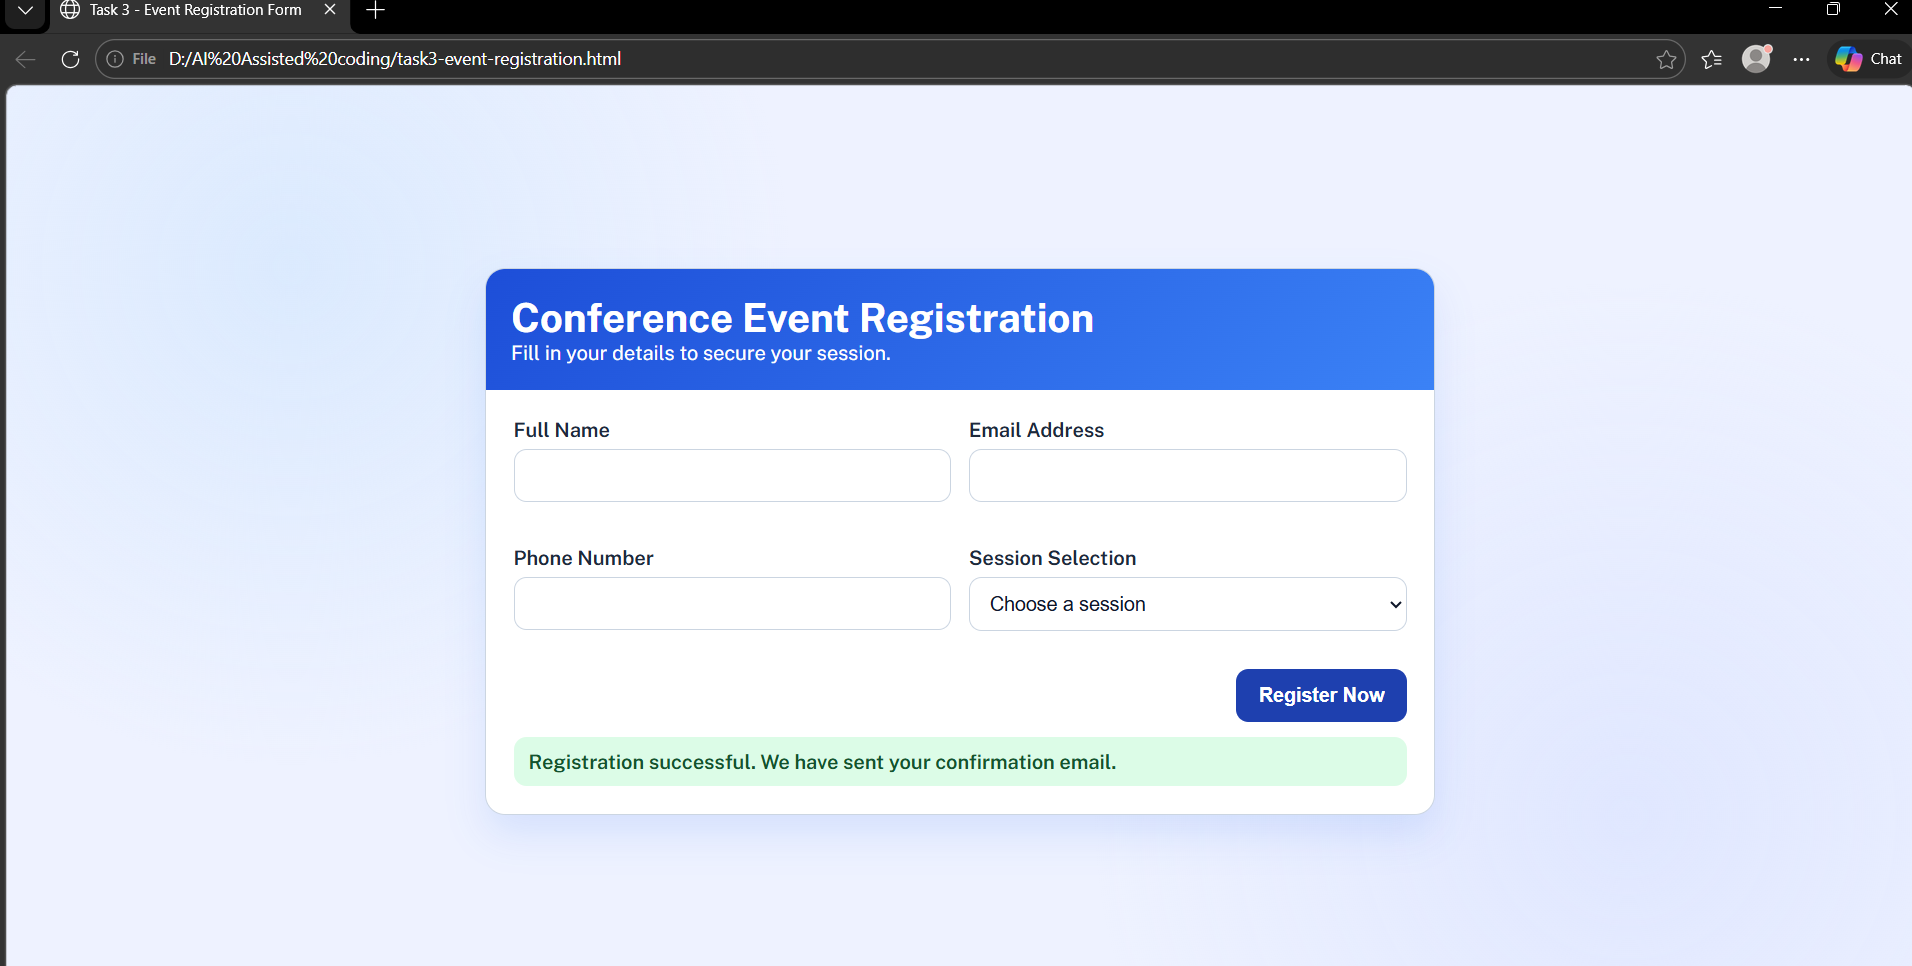 Task 3 - Event Registration Form
File D:/AI%20Assisted%20coding/task3-event-registration.html
Chat
Conference Event Registration
Fill in your details to secure your session.
Full Name
Email Address
Phone Number
Session Selection
Choose a session
Register Now
Registration successful. We have sent your confirmation email.